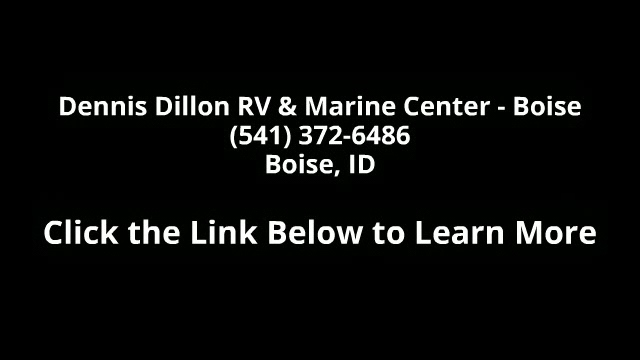 Dennis Dillon RV & Marine Center - Boise
(541) 372-6486
Boise, ID
Click the Link Below to Learn More